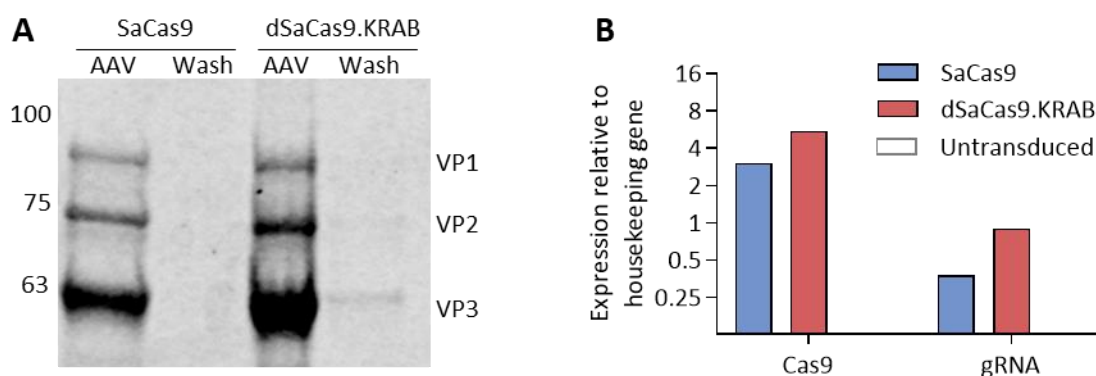 A
SaCas9 dSaCas9.KRAB
AAV Wash AAV Wash
100
75
63
VP1
VP2
VP3
B
Expression relative to
housekeeping gene
16
8
4
2
1
0.5
0.25
SaCas9
dSaCas9.KRAB
Untransduced
Cas9 gRNA